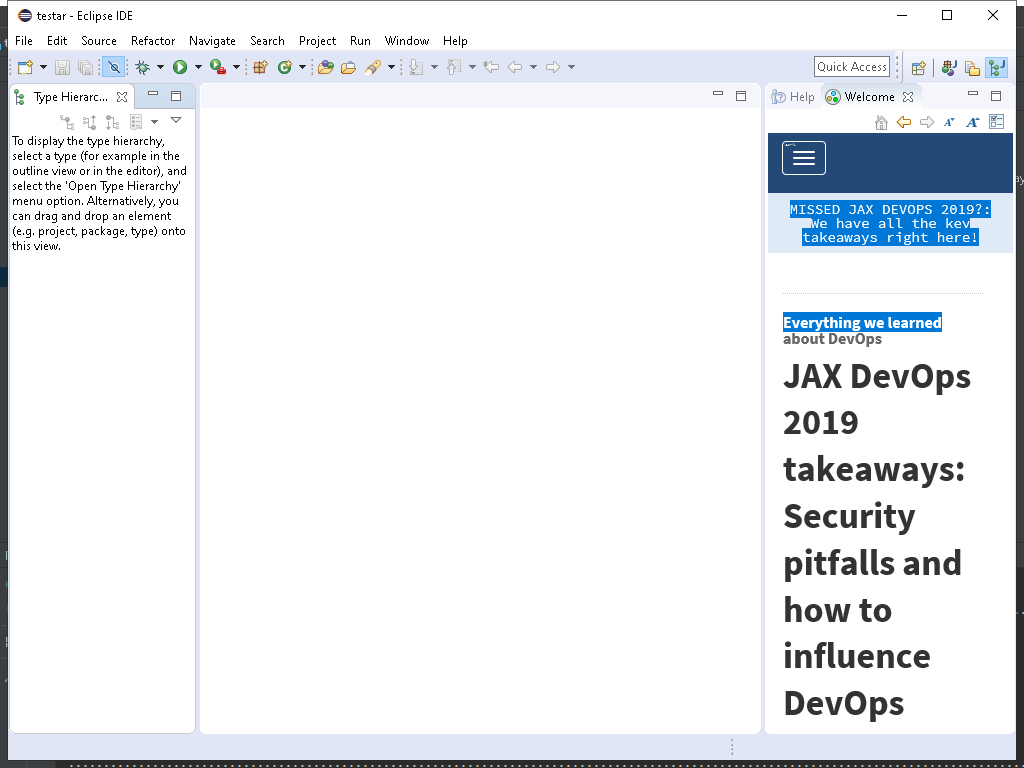 testar - Eclipse IDE
File Edit Source Refactor Navigate Search Project Run Window Help
Quick Access
Type Hierarc...
Help Welcome
To display the type hierarchy,
select a type (for example in the
outline view or in the editor), and
select the 'Open Type Hierarchy'
menu option. Alternatively, you
can drag and drop an element
(e.g. project, package, type) onto
this view.
MISSED JAX DEVOPS 2019?:
We have all the key
takeaways right here!
Everything we learned
about DevOps
JAX DevOps
2019
takeaways:
Security
pitfalls and
how to
influence
DevOps